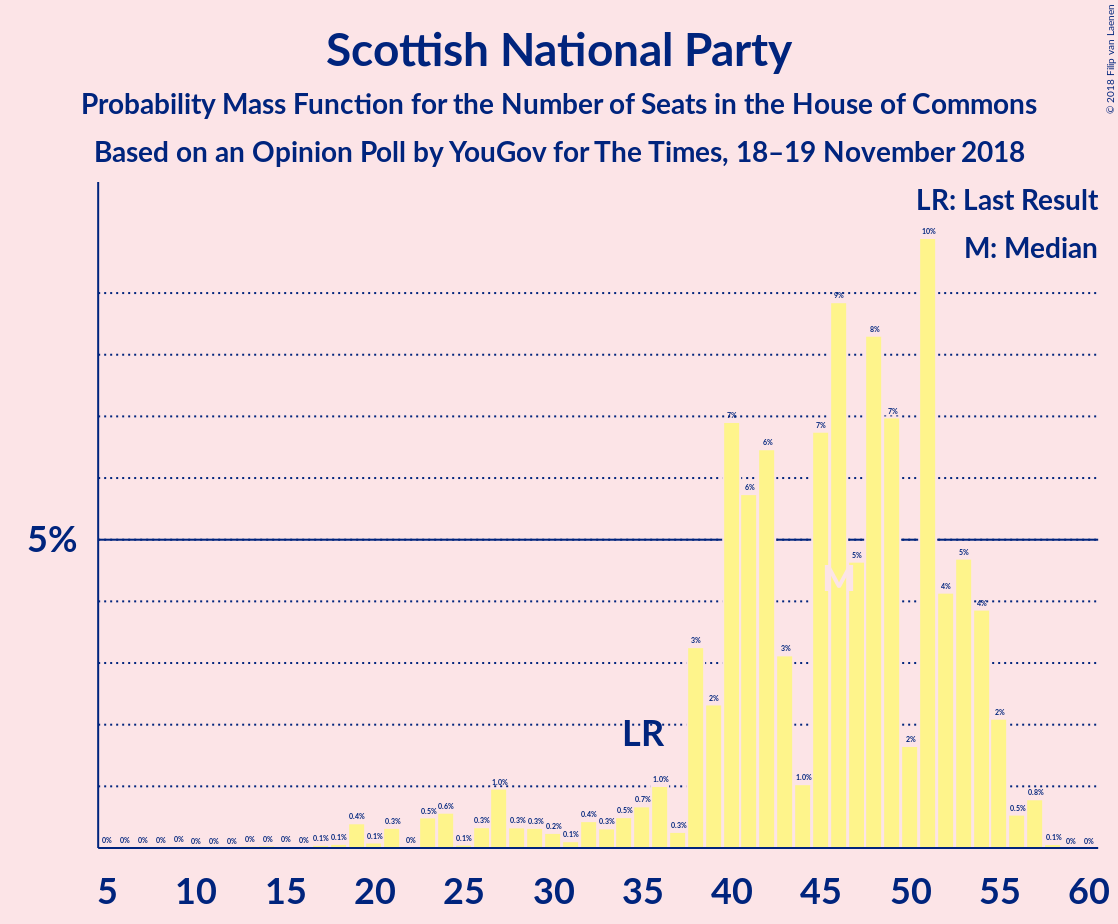 Scottish National Party
Probability Mass Function for the Number of Seats in the House of Commons
Based on an Opinion Poll by YouGov for The Times, 18–19 November 2018
© 2018 Filip van Laenen
LR: Last Result
M: Median
5%
0% 0% 0% 0% 0% 0% 0% 0% 0% 0% 0% 0% 0.1% 0.1% 0.4% 0.1% 0.3% 0% 0.5% 0.6% 0.1% 0.3% 1.0% 0.3% 0.3% 0.2% 0.1% 0.4% 0.3% 0.5% 0.7% 1.0% 0.3% 3% 2% 7% 6% 6% 3% 1.0% 7% 9% 5% 8% 7% 2% 10% 4% 5% 4% 2% 0.5% 0.8% 0.1% 0% 0%
LR
M
5 10 15 20 25 30 35 40 45 50 55 60